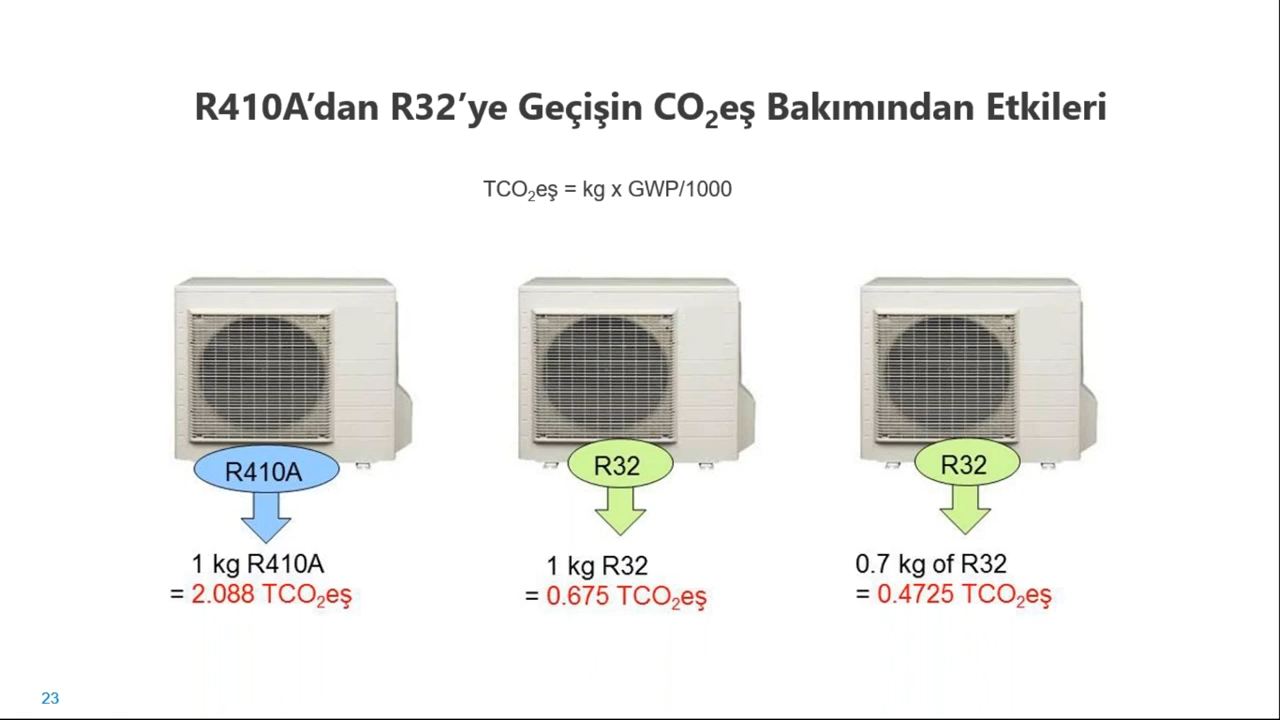 R410A’dan R32’ye Geçişin CO₂eş Bakımından Etkileri
TCO₂eş = kg x GWP/1000
R410A
R32
R32
1 kg R410A
= 2.088 TCO₂eş
1 kg R32
= 0.675 TCO₂eş
0.7 kg of R32
= 0.4725 TCO₂eş
23